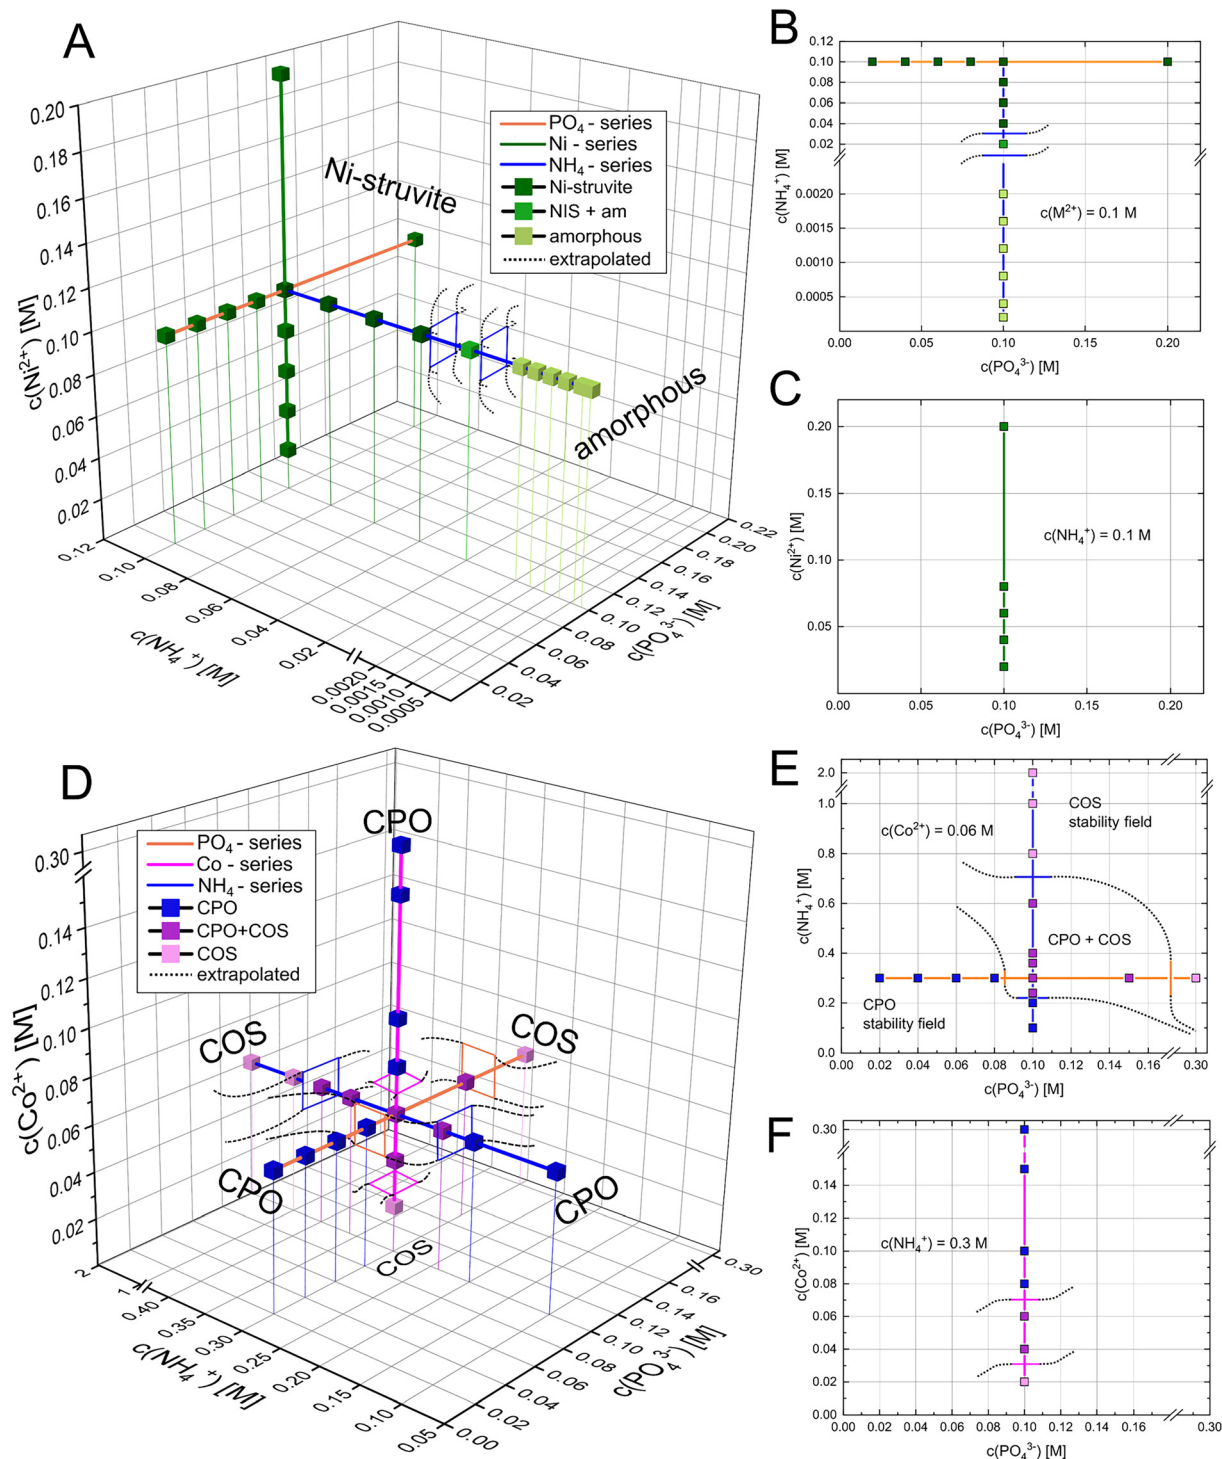 A
0.20
0.18
0.16
0.14
0.12
0.10
0.08
0.06
0.04
0.02
c(Ni²⁺) [M]
0.12
0.10
0.08
0.06
0.04
0.02
0.0020
0.0015
0.0010
0.0005
c(NH₄⁺) [M]
0.02
0.04
0.06
0.08
0.10
0.12
0.14
0.16
0.18
0.20
0.22
c(PO₄³⁻) [M]
Ni-struvite
amorphous
PO₄ - series
Ni - series
NH₄ - series
Ni-struvite
NIS + am
amorphous
extrapolated
B
0.12
0.10
0.08
0.06
0.04
0.02
0.0020
0.0015
0.0010
0.0005
c(NH₄⁺) [M]
c(M²⁺) = 0.1 M
0.00
0.05
0.10
0.15
0.20
c(PO₄³⁻) [M]
C
0.20
0.15
0.10
0.05
c(Ni²⁺) [M]
c(NH₄⁺) = 0.1 M
0.00
0.05
0.10
0.15
0.20
c(PO₄³⁻) [M]
D
0.30
0.14
0.12
0.10
0.08
0.06
0.04
0.02
c(Co²⁺) [M]
2
1
0.40
0.35
0.30
0.25
0.20
0.15
0.10
0.05
c(NH₄⁺) [M]
0.00
0.02
0.04
0.06
0.08
0.10
0.12
0.14
0.16
0.30
c(PO₄³⁻) [M]
PO₄ - series
Co - series
NH₄ - series
CPO
CPO+COS
COS
extrapolated
CPO
COS
COS
CPO
CPO
COS
E
2.0
1.0
0.8
0.6
0.4
0.2
0.0
c(NH₄⁺) [M]
COS
stability field
c(Co²⁺) = 0.06 M
CPO + COS
CPO
stability field
0.00
0.02
0.04
0.06
0.08
0.10
0.12
0.14
0.16
0.30
c(PO₄³⁻) [M]
F
0.30
0.14
0.12
0.10
0.08
0.06
0.04
0.02
0.00
c(Co²⁺) [M]
c(NH₄⁺) = 0.3 M
0.00
0.02
0.04
0.06
0.08
0.10
0.12
0.14
0.16
0.30
c(PO₄³⁻) [M]